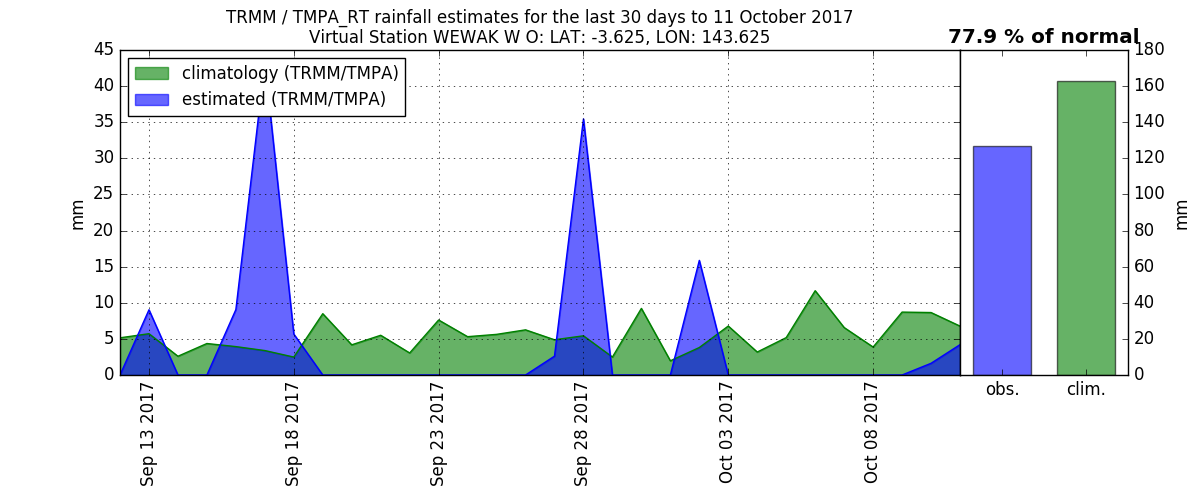 TRMM / TMPA_RT rainfall estimates for the last 30 days to 11 October 2017
Virtual Station WEWAK W O: LAT: -3.625, LON: 143.625
77.9 % of normal
climatology (TRMM/TMPA)
estimated (TRMM/TMPA)
45
40
35
30
25
20
15
10
5
0
mm
180
160
140
120
100
80
60
40
20
0
mm
Sep 13 2017
Sep 18 2017
Sep 23 2017
Sep 28 2017
Oct 03 2017
Oct 08 2017
obs.
clim.